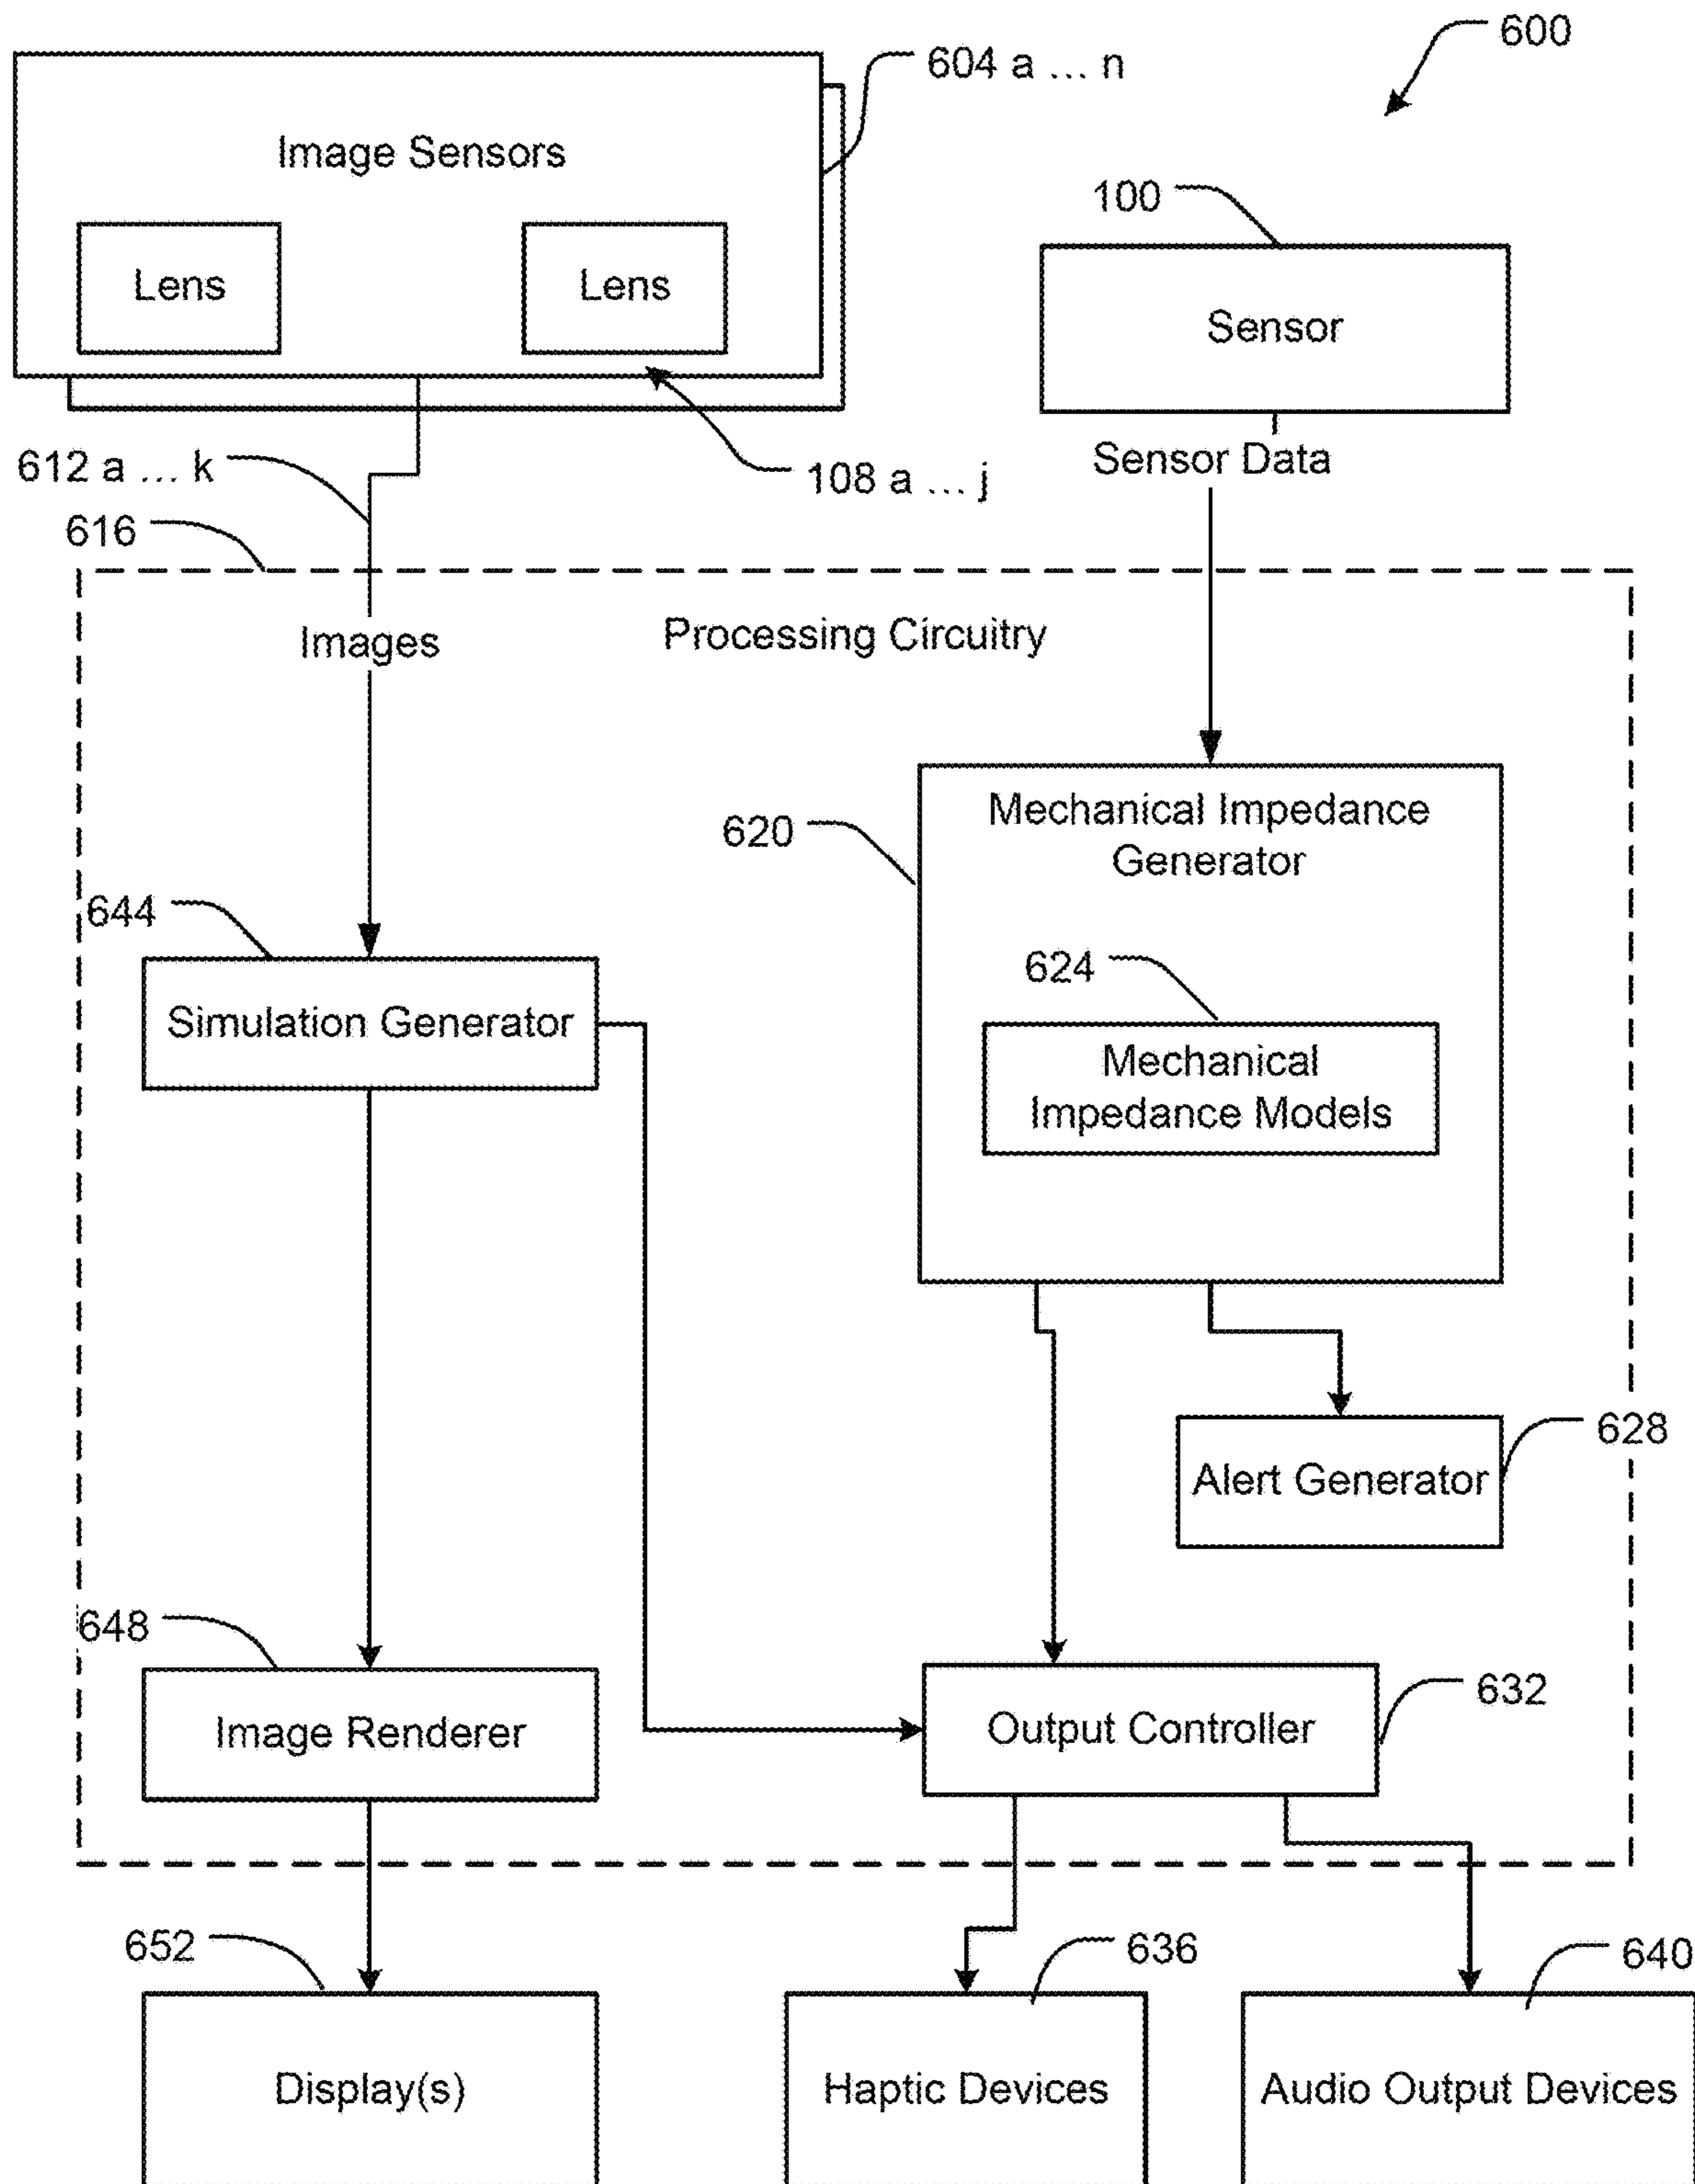 600
604 a ... n
Image Sensors
100
Lens
Lens
Sensor
612 a ... k
108 a ... j
Sensor Data
616
Images
Processing Circuitry
620
Mechanical Impedance
Generator
644
624
Simulation Generator
Mechanical
Impedance Models
628
Alert Generator
648
632
Image Renderer
Output Controller
652
636
640
Display(s)
Haptic Devices
Audio Output Devices